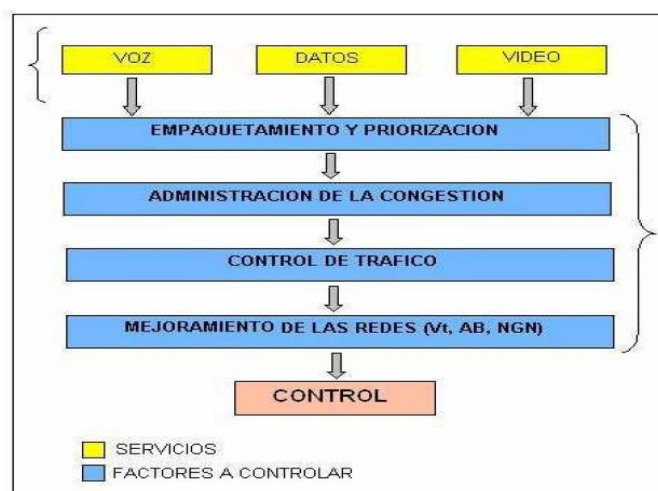 VOZ DATOS VIDEO
EMPAQUETAMIENTO Y PRIORIZACION
ADMINISTRACION DE LA CONGESTION
CONTROL DE TRAFICO
MEJORAMIENTO DE LAS REDES (Vt, AB, NGN)
CONTROL
SERVICIOS
FACTORES A CONTROLAR